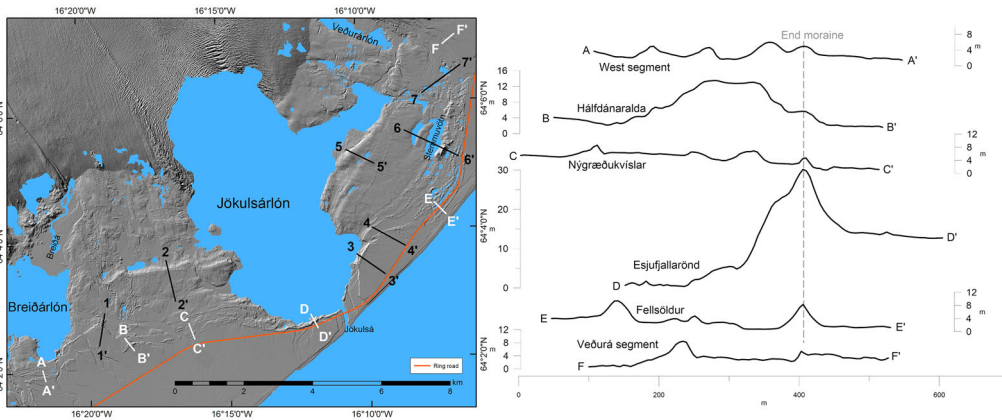 16°20'0"W
16°15'0"W
16°10'0"W
Veðurárlón
F
F'
7'
7
64°6'0"N
6
Stemmuvötn
5
5'
6'
Jökulsárlón
E
E'
64°4'0"N
4
4'
3
3'
Breiðá
2
2'
Breiðárlón
1
1'
B
B'
C
C'
D
D'
Jökulsá
A
A'
64°2'0"N
Ring road
0 2 4 6 8
km
16°20'0"W
16°15'0"W
16°10'0"W
End moraine
8
4
0
m
West segment
A'
A
16
12
8
4
0
m
Hálfdánaralda
B
B'
12
8
4
0
m
C
Nýgræðukvíslar
C'
30
20
10
0
m
D'
Esjufjallarönd
D
12
8
4
0
m
E
Fellsöldur
E'
12
8
4
0
m
Veðurá segment
F
F'
0 200 400 600
m